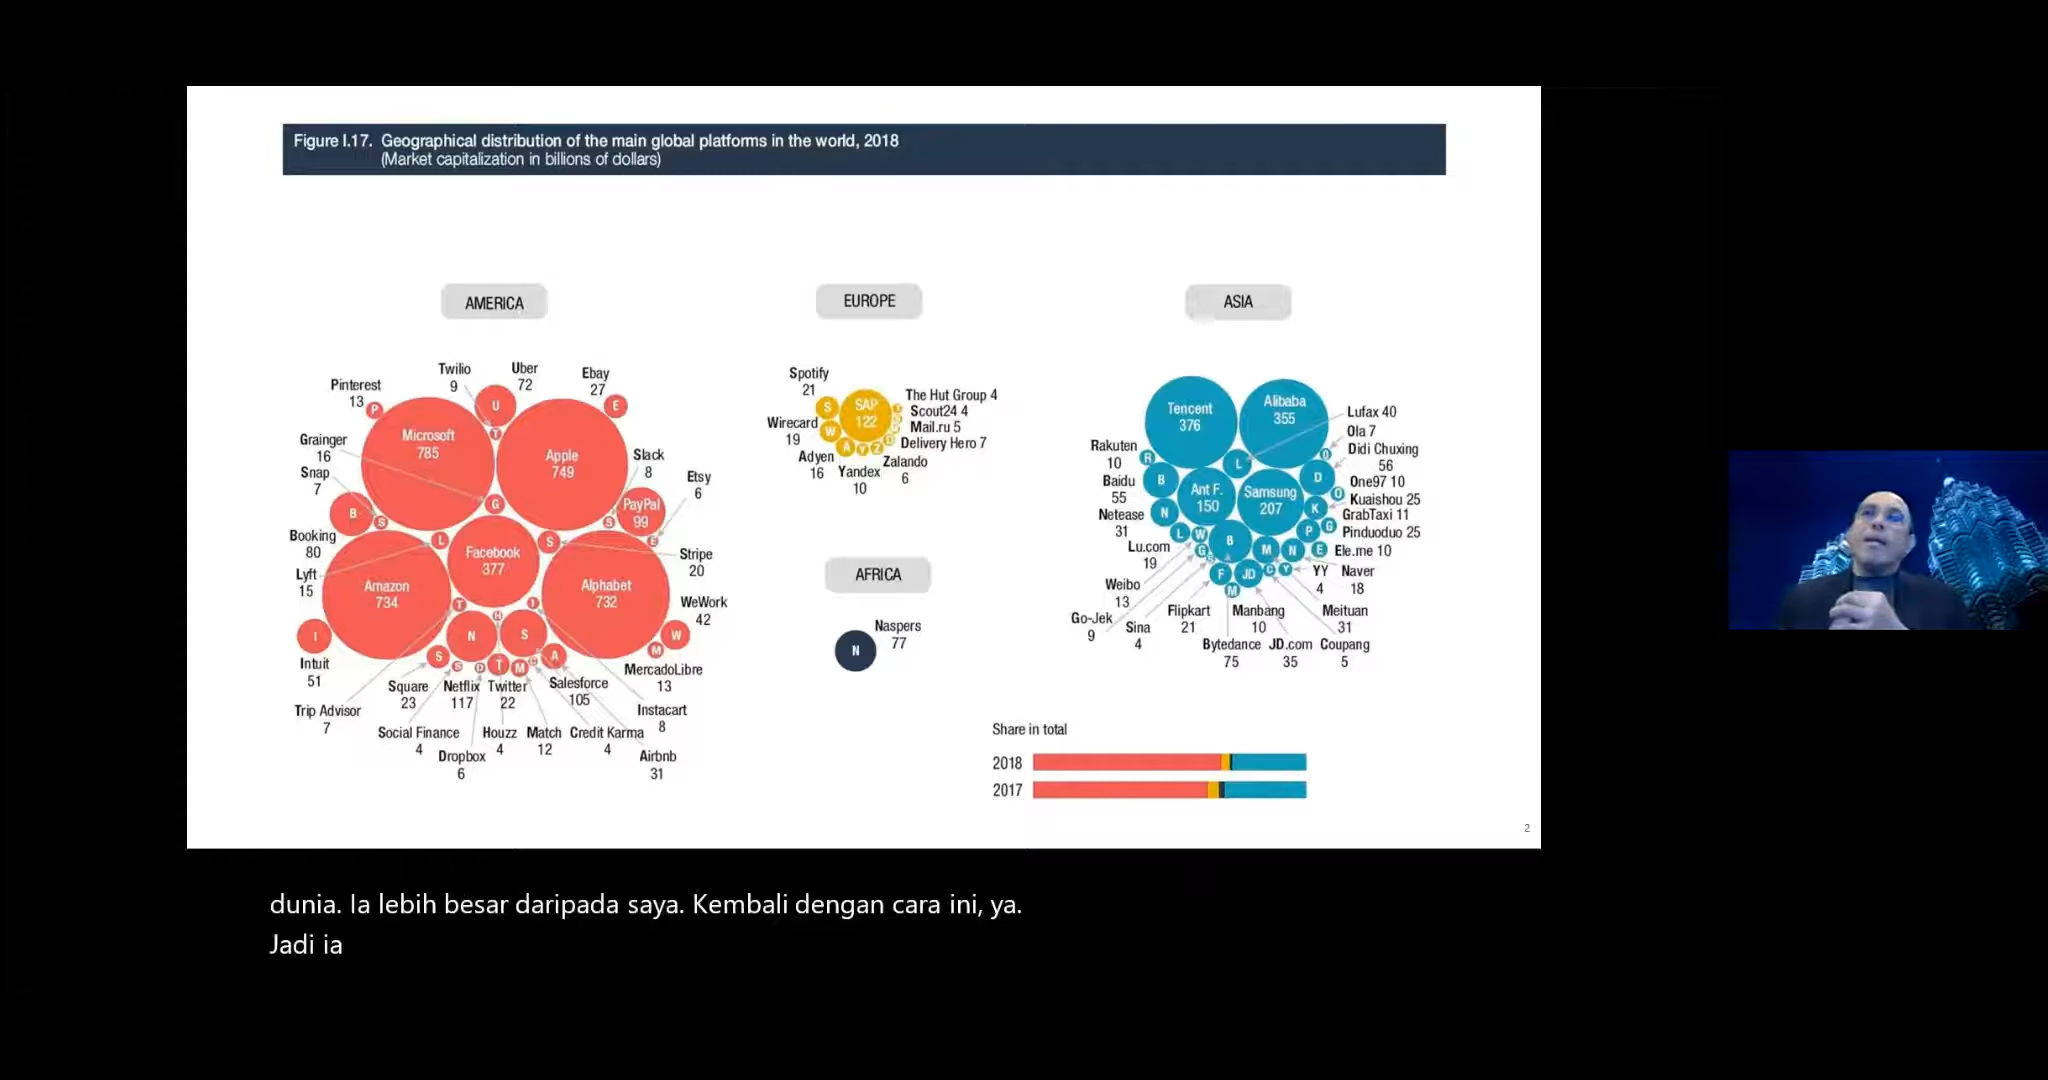 Figure I.17. Geographical distribution of the main global platforms in the world, 2018
(Market capitalization in billions of dollars)
AMERICA
Pinterest
13
Twilio
9
Uber
72
Ebay
27
Grainger
16
Snap
7
Booking
80
Lyft
15
Intuit
51
Trip Advisor
7
Microsoft
785
Apple
749
Facebook
377
Amazon
734
Alphabet
732
PayPal
99
Slack
8
Etsy
6
Stripe
20
WeWork
42
MercadoLibre
13
Square
23
Netflix
117
Twitter
22
Salesforce
105
Instacart
8
Social Finance
4
Dropbox
6
Houzz
4
Match
12
Credit Karma
4
Airbnb
31
P
U
T
E
G
S
B
L
S
S
E
I
T
H
I
N
S
W
M
S
S
D
T
M
C
A
EUROPE
Spotify
21
SAP
122
Wirecard
19
Adyen
16
Yandex
10
Zalando
6
The Hut Group 4
Scout24 4
Mail.ru 5
Delivery Hero 7
S
W
A
Y
Z
D
AFRICA
N
Naspers
77
ASIA
Tencent
376
Alibaba
355
Ant F.
150
Samsung
207
Rakuten
10
Baidu
55
Netease
31
Lu.com
19
Weibo
13
Go-Jek
9
Sina
4
Flipkart
21
Bytedance
75
Manbang
10
JD.com
35
Coupang
5
Meituan
31
YY
4
Naver
18
Lufax 40
Ola 7
Didi Chuxing
56
One97 10
Kuaishou 25
GrabTaxi 11
Pinduoduo 25
Ele.me 10
R
B
N
L
L
W
G
S
B
F
JD
M
M
C
Y
N
E
P
G
K
O
D
O
Share in total
2018
2017
2
dunia. Ia lebih besar daripada saya. Kembali dengan cara ini, ya.
Jadi ia